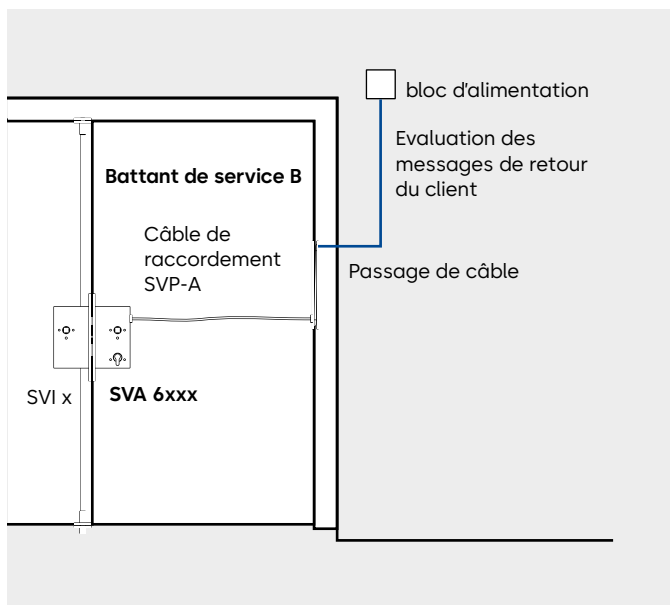 bloc d'alimentation
Evaluation des
messages de retour
du client
Battant de service B
Câble de
raccordement
SVP-A
Passage de câble
SVI x
SVA 6xxx